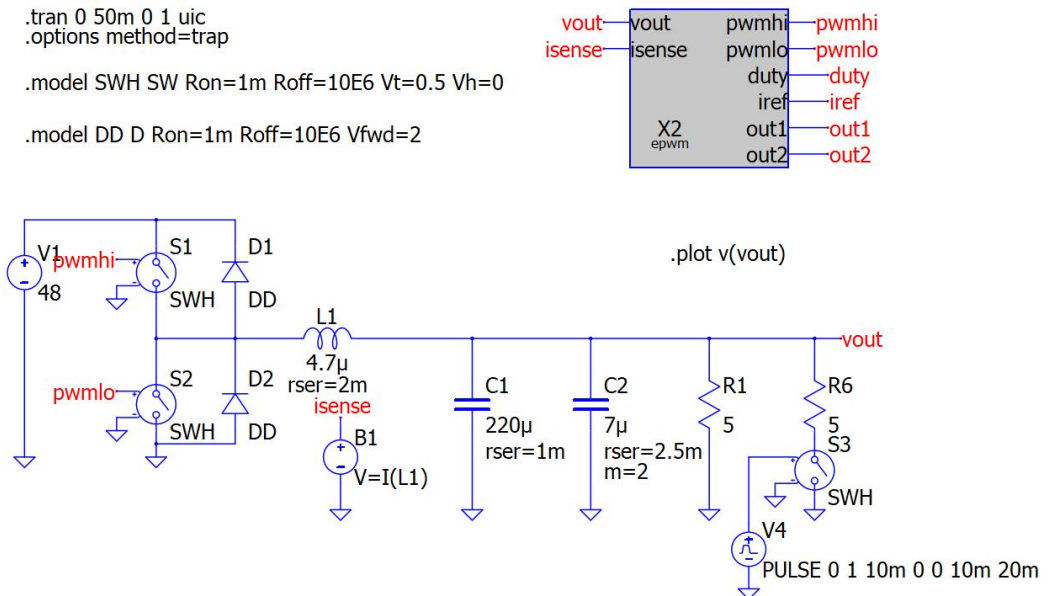 .tran 0 50m 0 1 uic
.options method=trap
.model SWH SW Ron=1m Roff=10E6 Vt=0.5 Vh=0
.model DD D Ron=1m Roff=10E6 Vfwd=2
vout vout pwmhi pwmhi
isense isense pwmlo pwmlo
duty duty
iref iref
X2 out1 out1
epwm
out2 out2
.plot v(vout)
V1
48
pwmhi
S1
SWH
D1
DD
L1
4.7µ
rser=2m
vout
pwmlo
S2
SWH
D2
DD
isense
B1
V=I(L1)
C1
220µ
rser=1m
C2
7µ
rser=2.5m
m=2
R1
5
R6
5
S3
SWH
V4
PULSE 0 1 10m 0 0 10m 20m